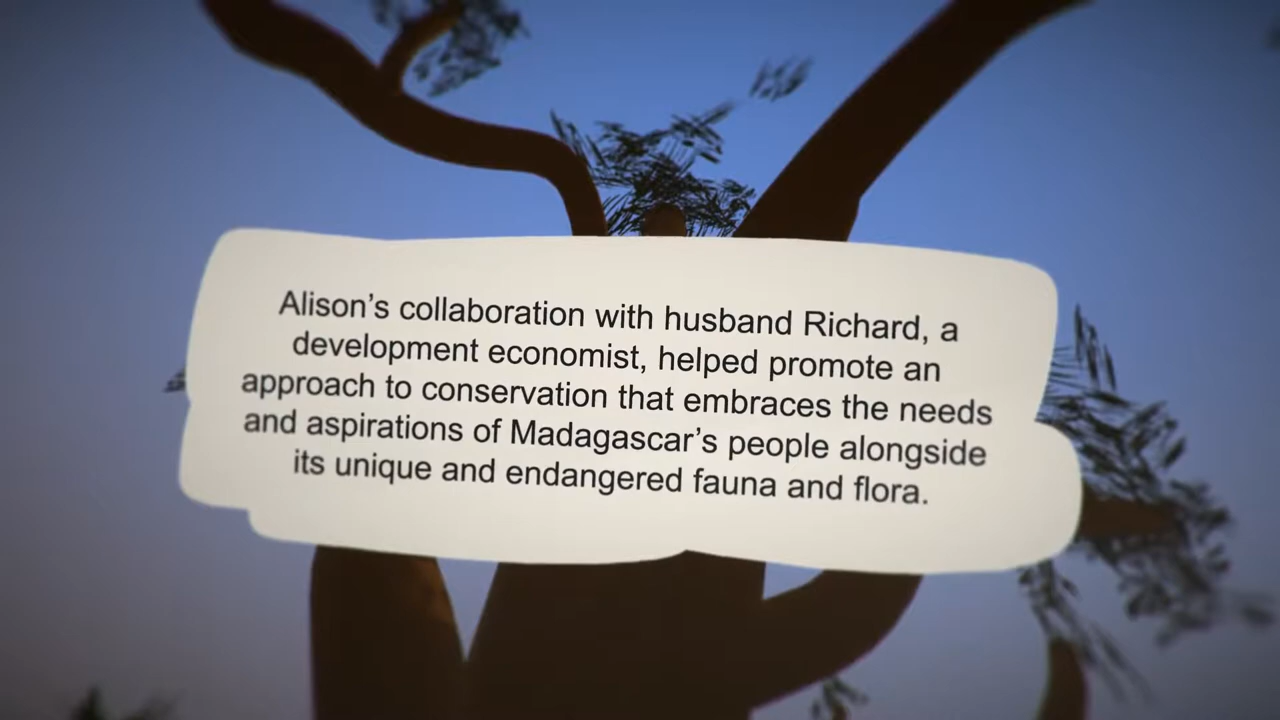 Alison’s collaboration with husband Richard, a
development economist, helped promote an
approach to conservation that embraces the needs
and aspirations of Madagascar’s people alongside
its unique and endangered fauna and flora.